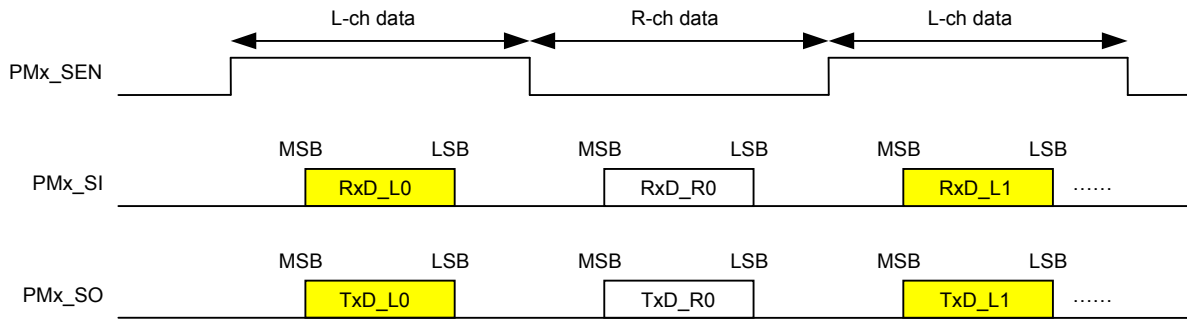 L-ch data R-ch data L-ch data
PMx_SEN
MSB LSB MSB LSB MSB LSB
PMx_SI RxD_L0 RxD_R0 RxD_L1 ……
MSB LSB MSB LSB MSB LSB
PMx_SO TxD_L0 TxD_R0 TxD_L1 ……